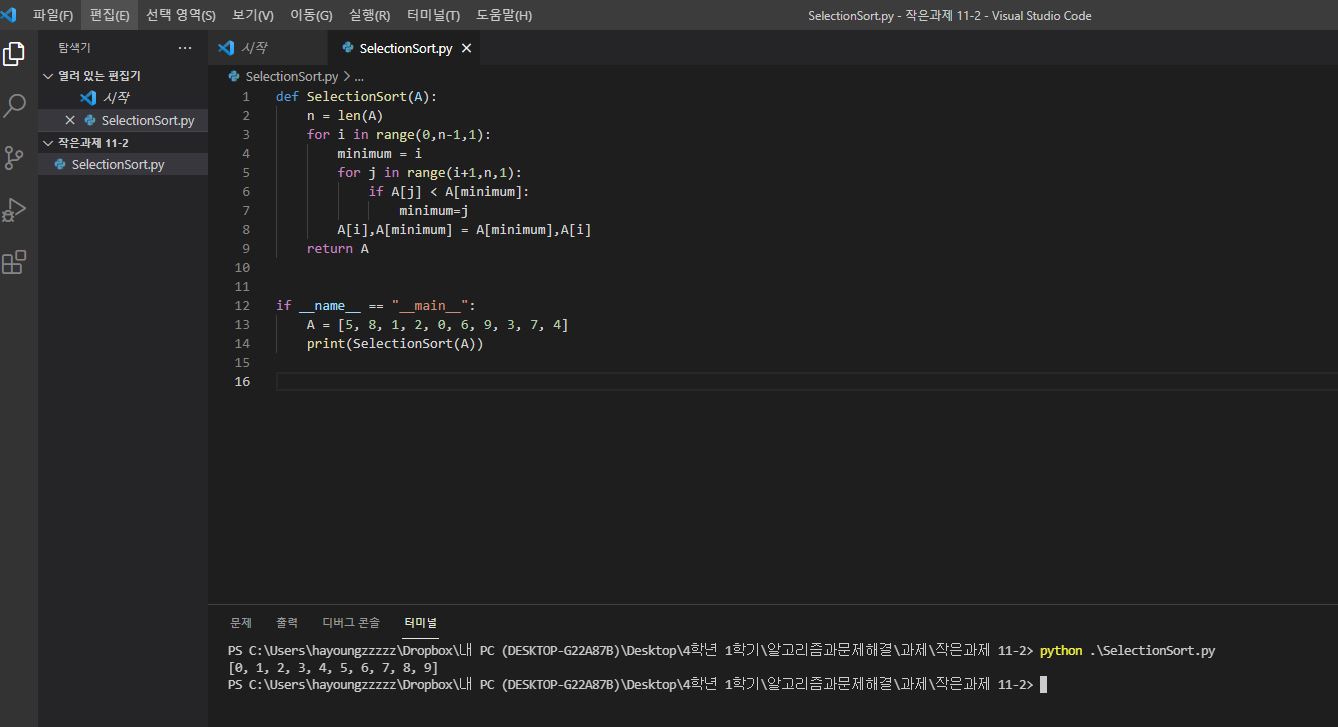 파일(F) 편집(E) 선택 영역(S) 보기(V) 이동(G) 실행(R) 터미널(T) 도움말(H) SelectionSort.py - 작은과제 11-2 - Visual Studio Code
탐색기 ···
시작 SelectionSort.py
열려 있는 편집기
시작
SelectionSort.py
작은과제 11-2
SelectionSort.py
SelectionSort.py > ...
1 def SelectionSort(A):
2     n = len(A)
3     for i in range(0,n-1,1):
4         minimum = i
5         for j in range(i+1,n,1):
6             if A[j] < A[minimum]:
7                 minimum=j
8         A[i],A[minimum] = A[minimum],A[i]
9     return A
10
11
12 if __name__ == "__main__":
13     A = [5, 8, 1, 2, 0, 6, 9, 3, 7, 4]
14     print(SelectionSort(A))
15
16
문제 출력 디버그 콘솔 터미널
PS C:\Users\hayoungzzzzz\Dropbox\내 PC (DESKTOP-G22A87B)\Desktop\4학년 1학기\알고리즘과문제해결\과제\작은과제 11-2> python .\SelectionSort.py
[0, 1, 2, 3, 4, 5, 6, 7, 8, 9]
PS C:\Users\hayoungzzzzz\Dropbox\내 PC (DESKTOP-G22A87B)\Desktop\4학년 1학기\알고리즘과문제해결\과제\작은과제 11-2>